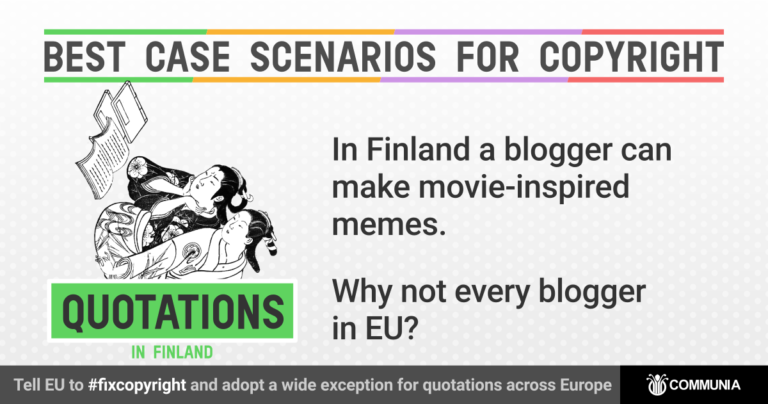 BEST CASE SCENARIOS FOR COPYRIGHT
In Finland a blogger can
make movie-inspired
memes.
Why not every blogger
in EU?
QUOTATIONS
IN FINLAND
Tell EU to #fixcopyright and adopt a wide exception for quotations across Europe
COMMUNIA